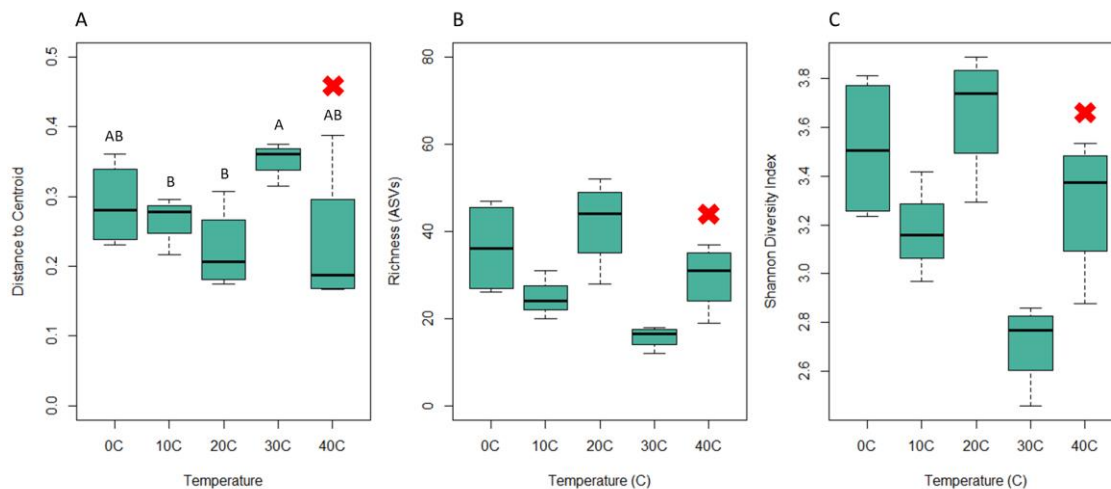 A
B
C
Distance to Centroid
0.5
0.4
0.3
0.2
0.1
0.0
AB
B
B
A
AB
0C
10C
20C
30C
40C
Temperature
Richness (ASVs)
80
60
40
20
0
0C
10C
20C
30C
40C
Temperature (C)
Shannon Diversity Index
3.8
3.6
3.4
3.2
3.0
2.8
2.6
0C
10C
20C
30C
40C
Temperature (C)